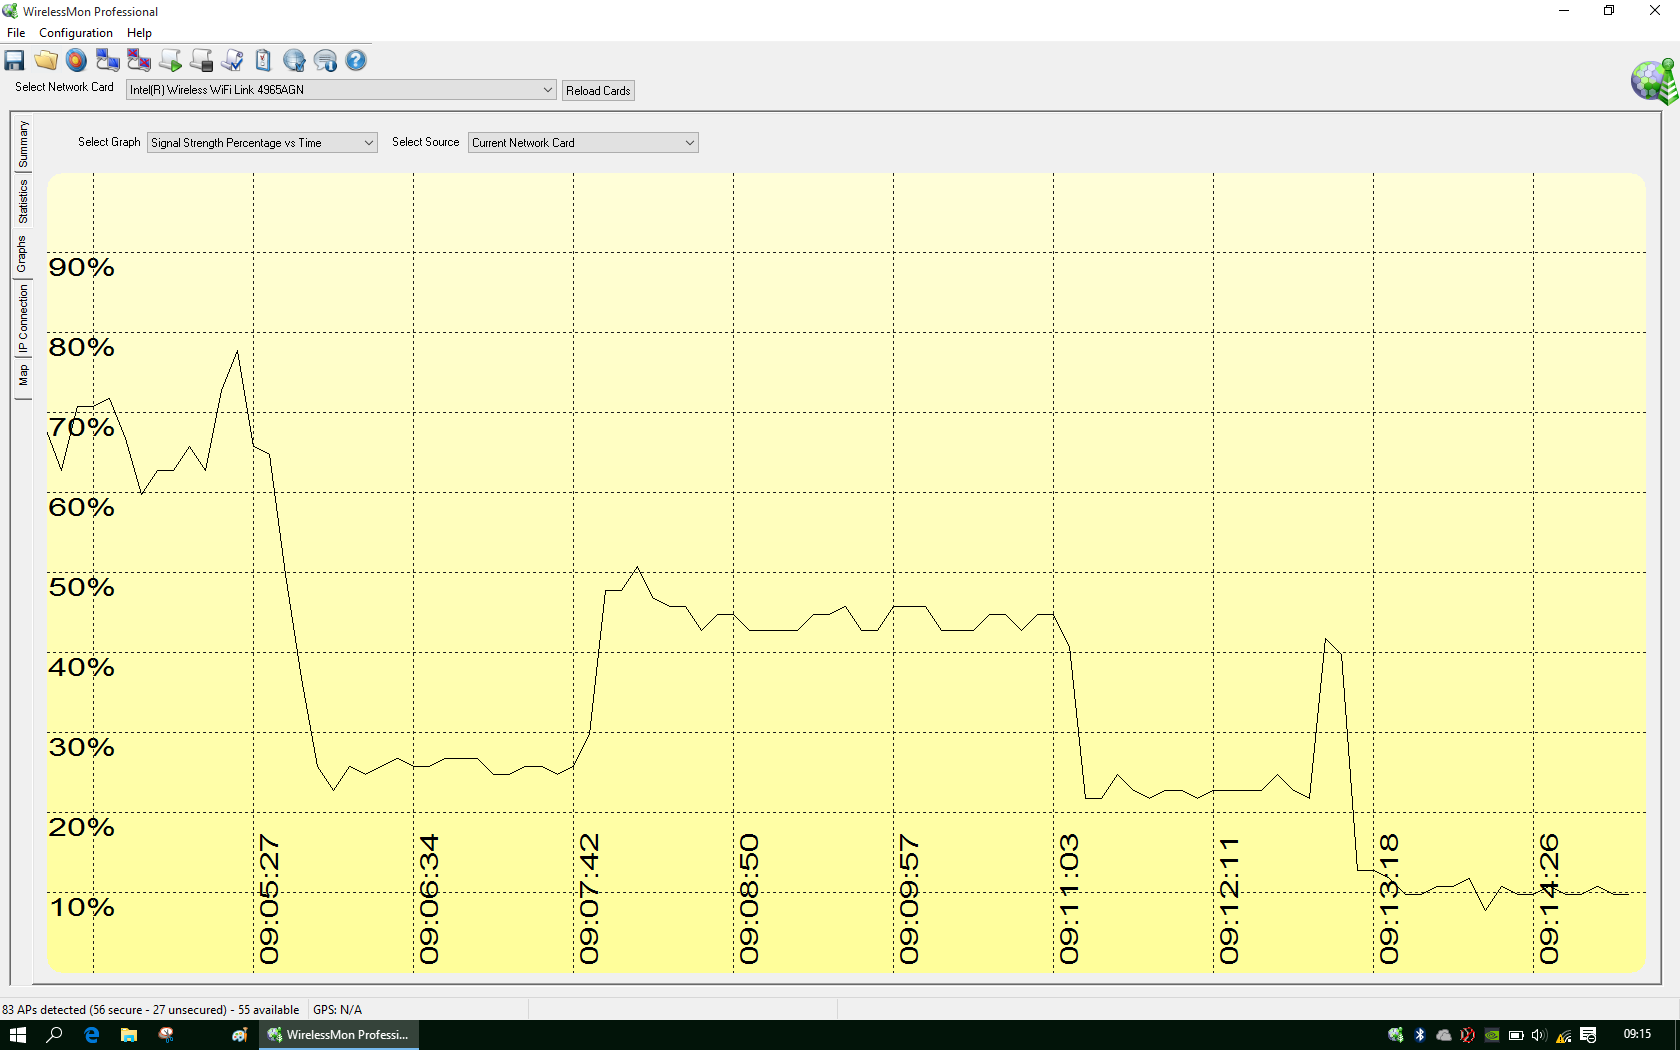 WirelessMon Professional
File Configuration Help
Select Network Card Intel(R) Wireless WiFi Link 4965AGN Reload Cards
Summary
Statistics
Graphs
IP Connection
Map
Select Graph Signal Strength Percentage vs Time Select Source Current Network Card
90%
80%
70%
60%
50%
40%
30%
20%
10%
09:05:27
09:06:34
09:07:42
09:08:50
09:09:57
09:11:03
09:12:11
09:13:18
09:14:26
83 APs detected (56 secure - 27 unsecured) - 55 available GPS: N/A
WirelessMon Professi... 09:15